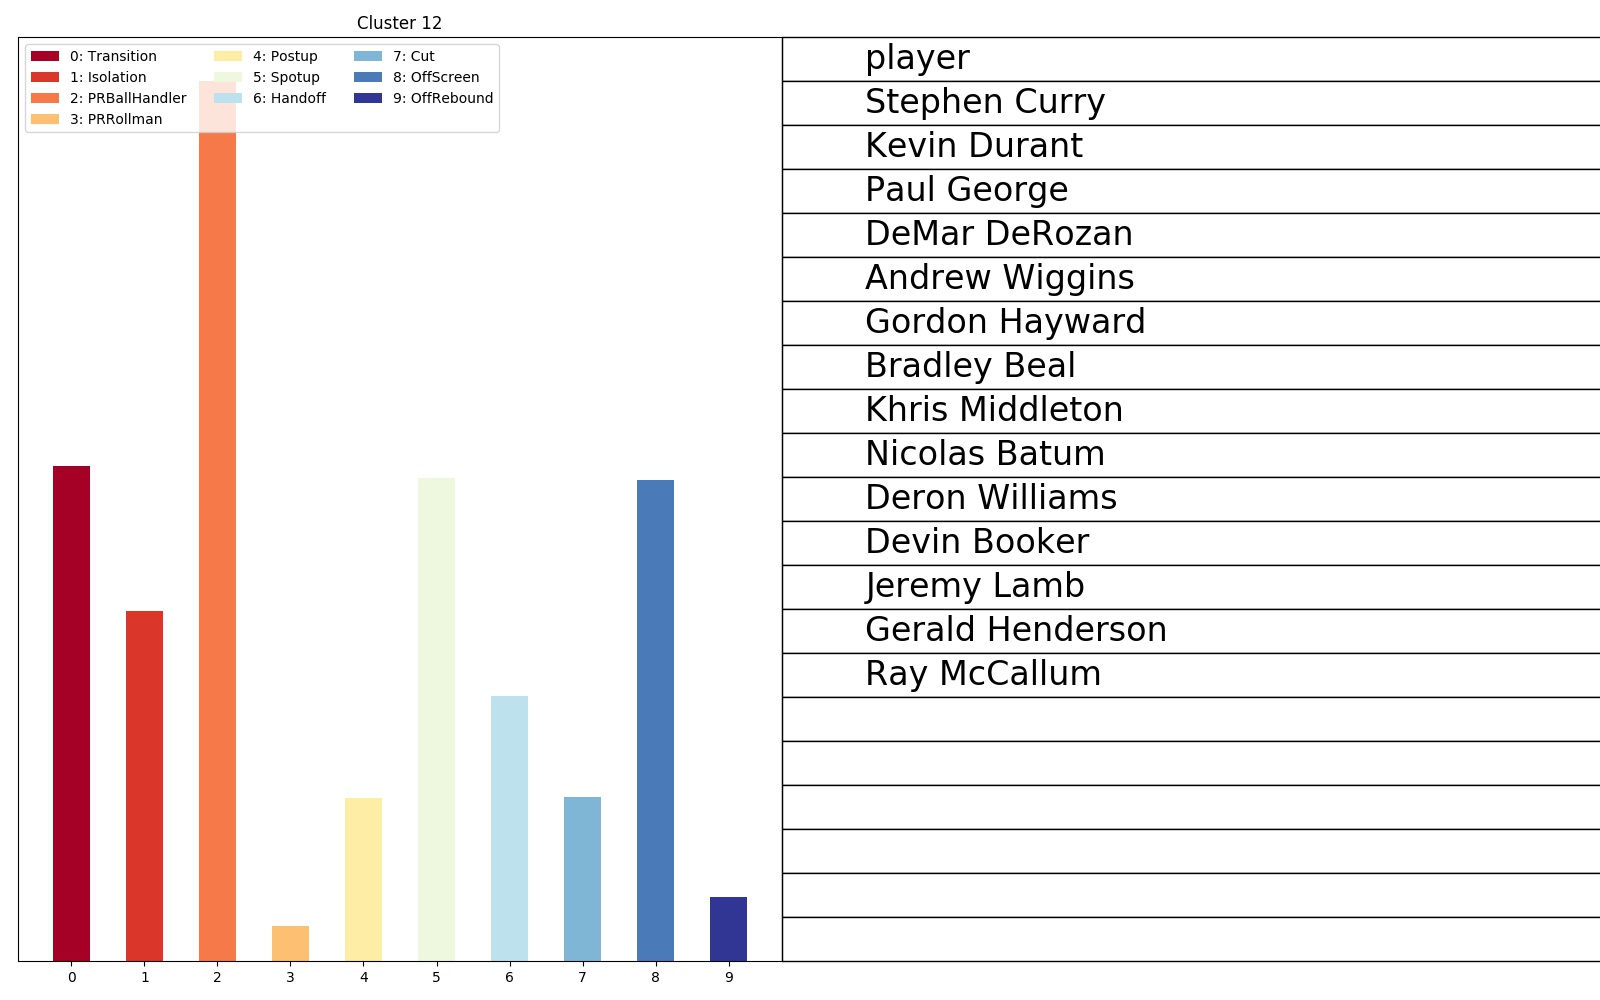 Cluster 12
0: Transition
1: Isolation
2: PRBallHandler
3: PRRollman
4: Postup
5: Spotup
6: Handoff
7: Cut
8: OffScreen
9: OffRebound
0 1 2 3 4 5 6 7 8 9
player
Stephen Curry
Kevin Durant
Paul George
DeMar DeRozan
Andrew Wiggins
Gordon Hayward
Bradley Beal
Khris Middleton
Nicolas Batum
Deron Williams
Devin Booker
Jeremy Lamb
Gerald Henderson
Ray McCallum